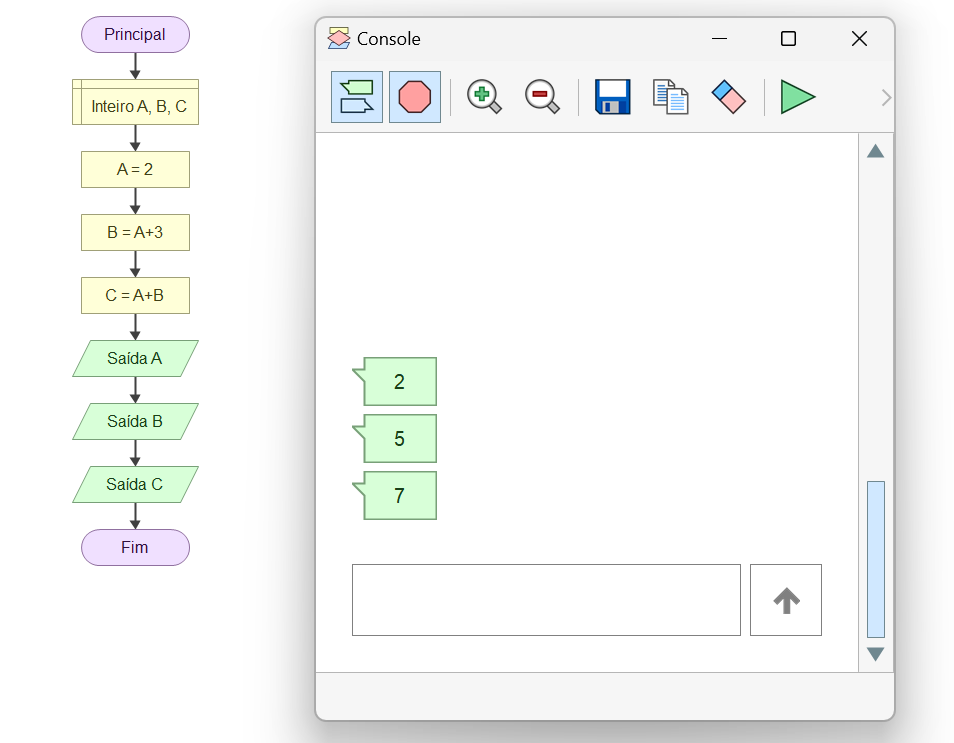 Principal
Inteiro A, B, C
A = 2
B = A+3
C = A+B
Saída A
Saída B
Saída C
Fim
Console
2
5
7